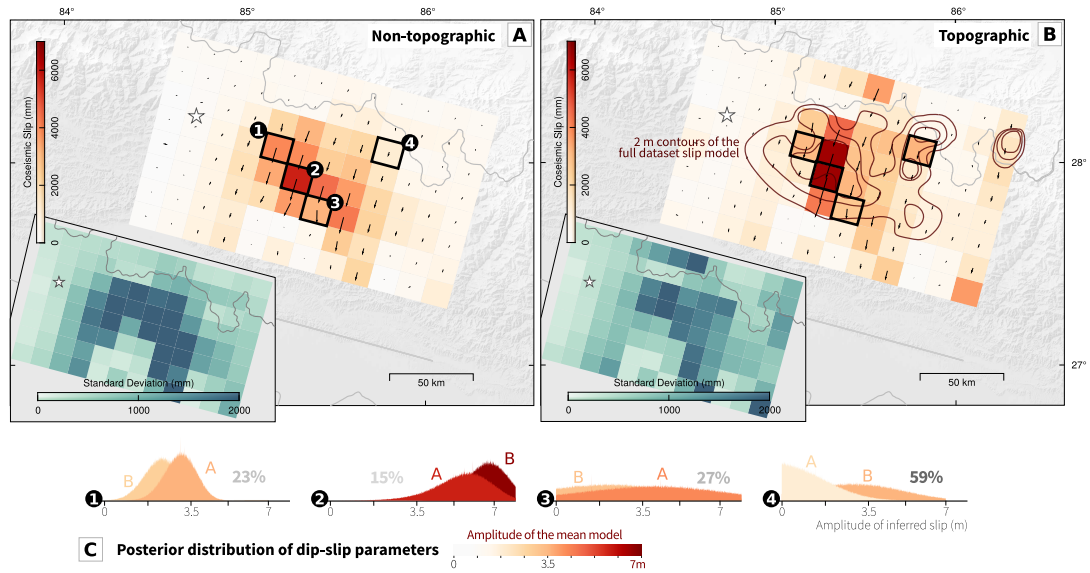 84°
85°
86°
84°
85°
86°
Non-topographic A
Topographic B
Coseismic Slip (mm)
0
2000
4000
6000
1
2
3
4
Coseismic Slip (mm)
0
2000
4000
6000
2 m contours of the
full dataset slip model
28°
27°
Standard Deviation (mm)
0 1000 2000
50 km
Standard Deviation (mm)
0 1000 2000
50 km
1 B A 23%
0 3.5 7
2 15% A B
0 3.5 7
3 B A 27%
0 3.5 7
4 A B 59%
0 3.5 7
Amplitude of inferred slip (m)
C Posterior distribution of dip-slip parameters
Amplitude of the mean model
0 3.5 7m